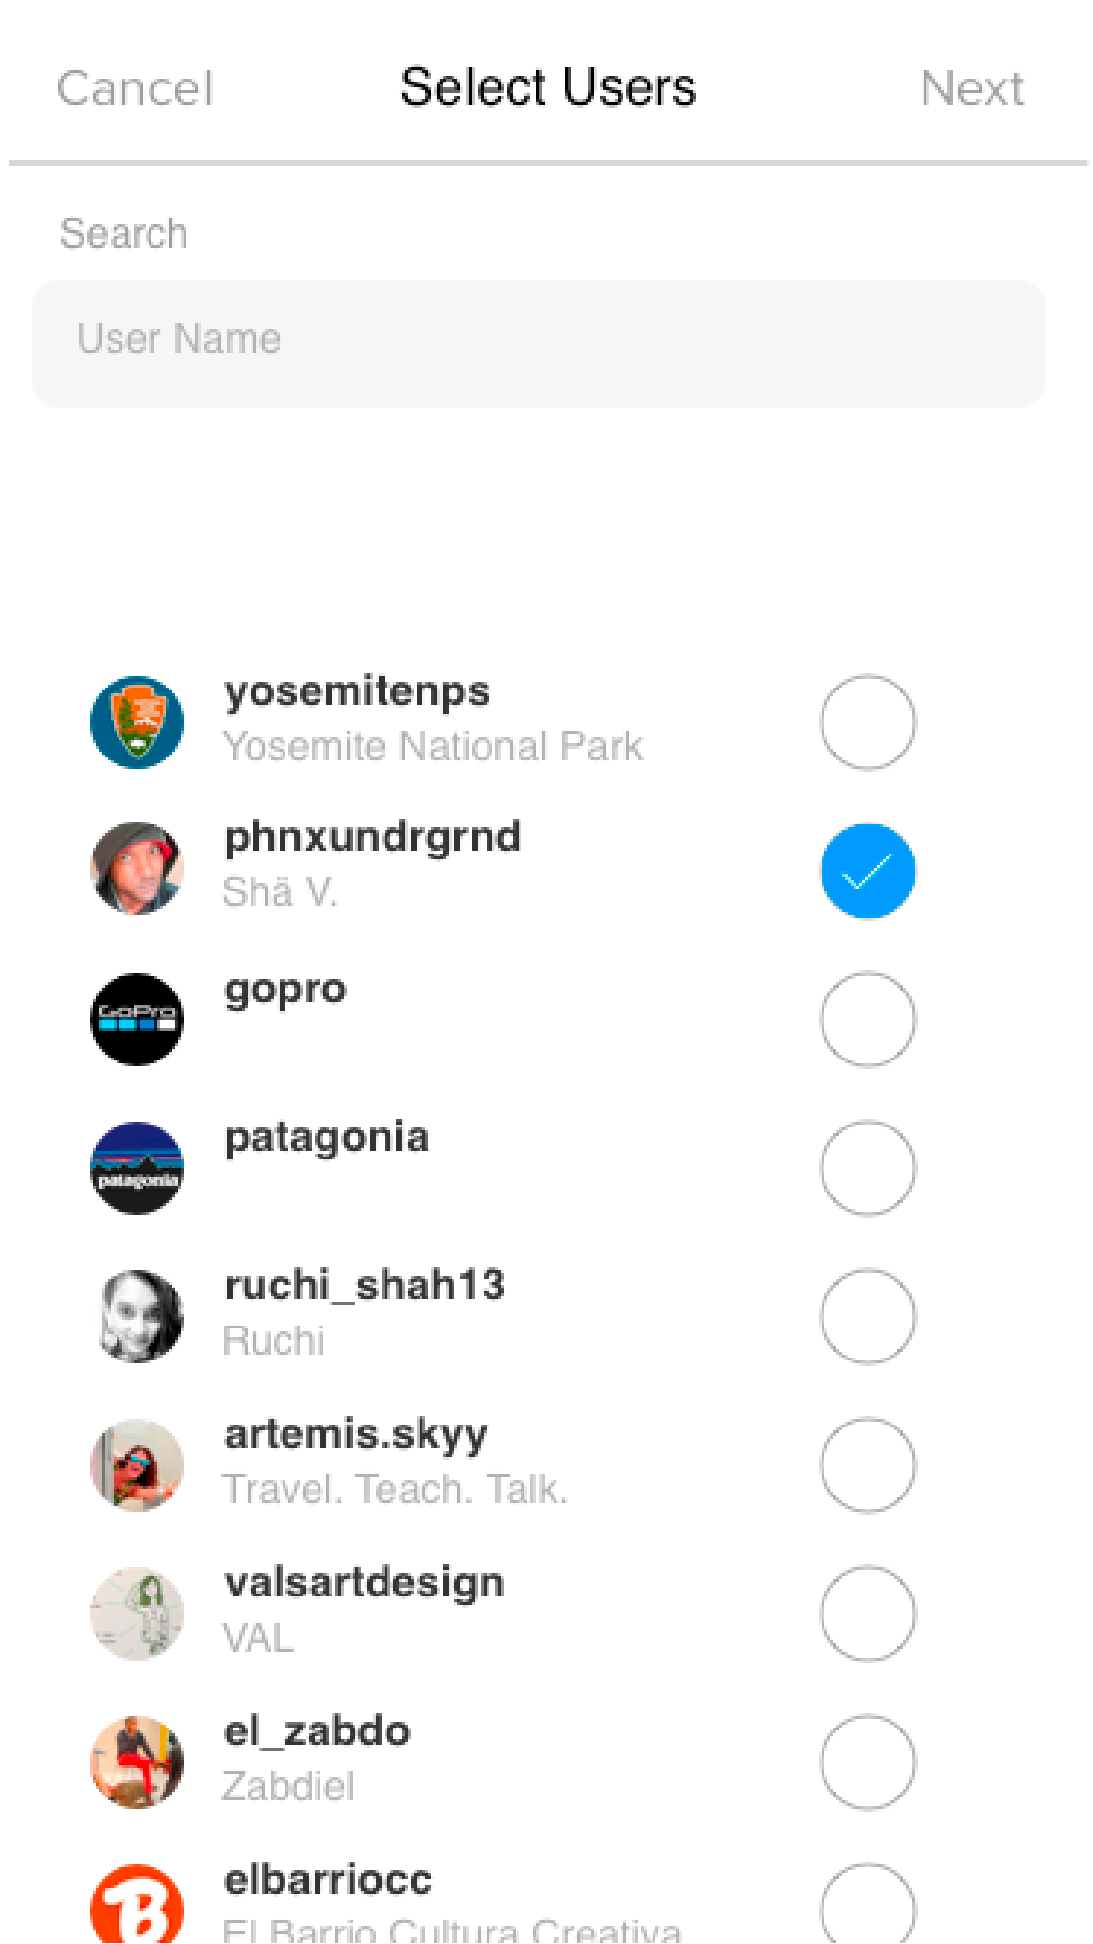 Cancel Select Users Next
Search
User Name
yosemitenps
Yosemite National Park
phnxundrgrnd
Shā V.
GoPro
gopro
patagonia
patagonia
ruchi_shah13
Ruchi
artemis.skyy
Travel. Teach. Talk.
valsartdesign
VAL
el_zabdo
Zabdiel
B
elbarriocc
El Barrio Cultura Creativa